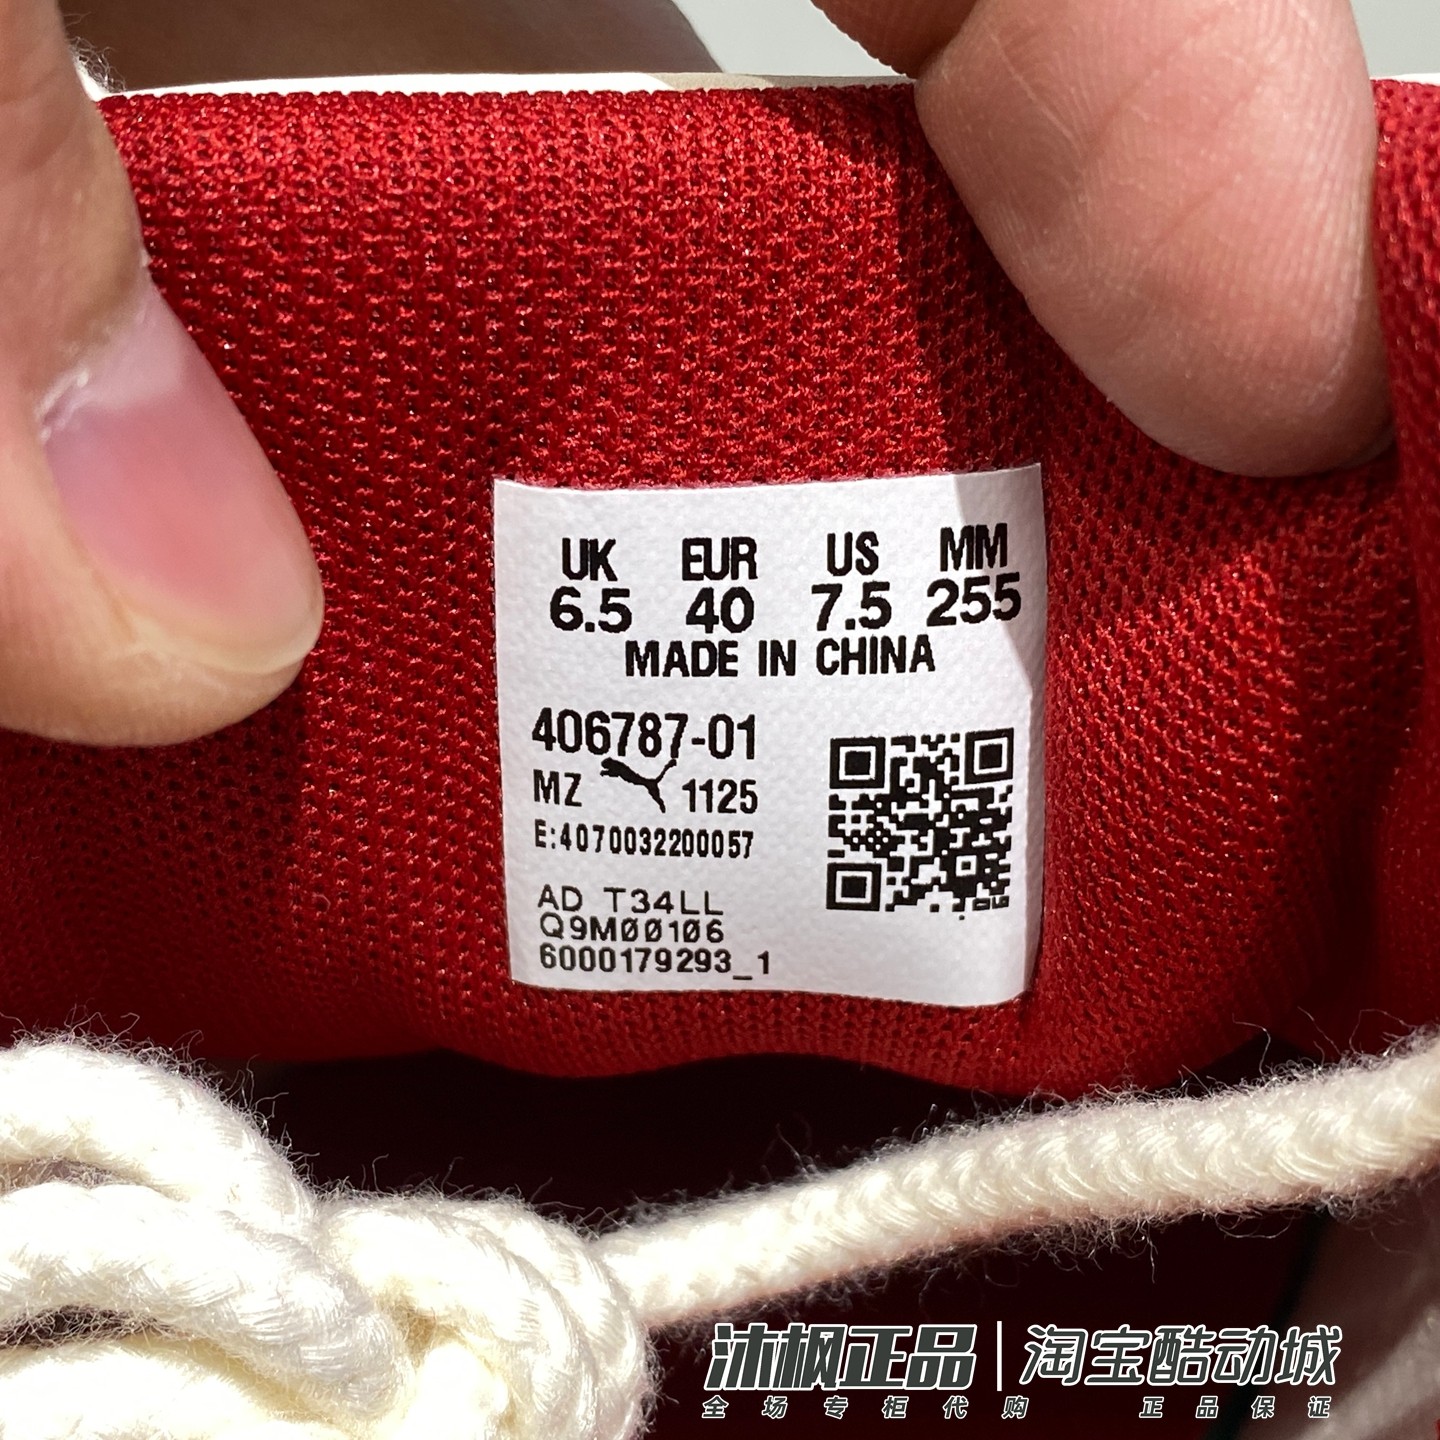 UK EUR US MM
6.5 40 7.5 255
MADE IN CHINA
406787-01
MZ 1125
E:4070032200057
AD T34LL
Q9M00106
6000179293_1
沐枫正品 | 淘宝酷动城
全场专柜代购 正品保证